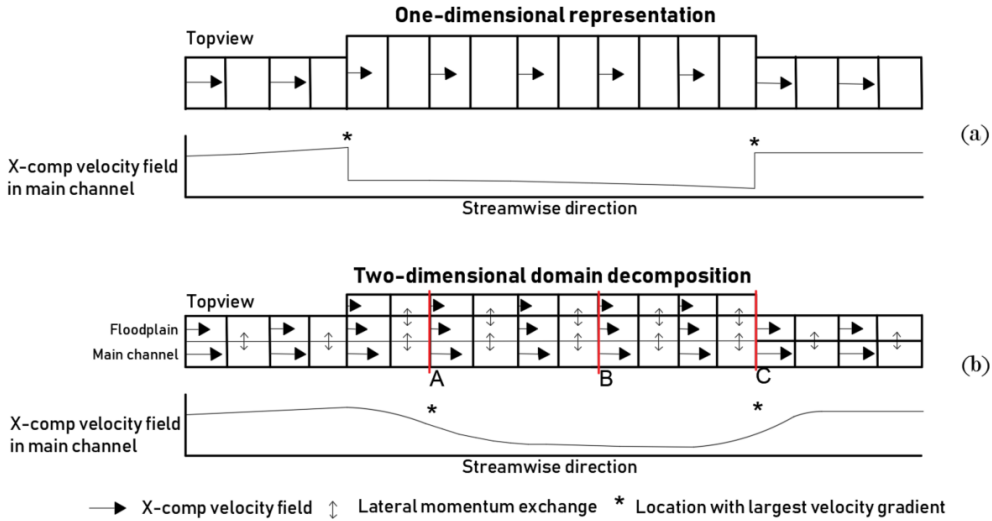 One-dimensional representation
Topview
*
*
(a)
X-comp velocity field
in main channel
Streamwise direction
Two-dimensional domain decomposition
Topview
Floodplain
Main channel
A
B
C
(b)
*
*
X-comp velocity field
in main channel
Streamwise direction
X-comp velocity field
Lateral momentum exchange
* Location with largest velocity gradient